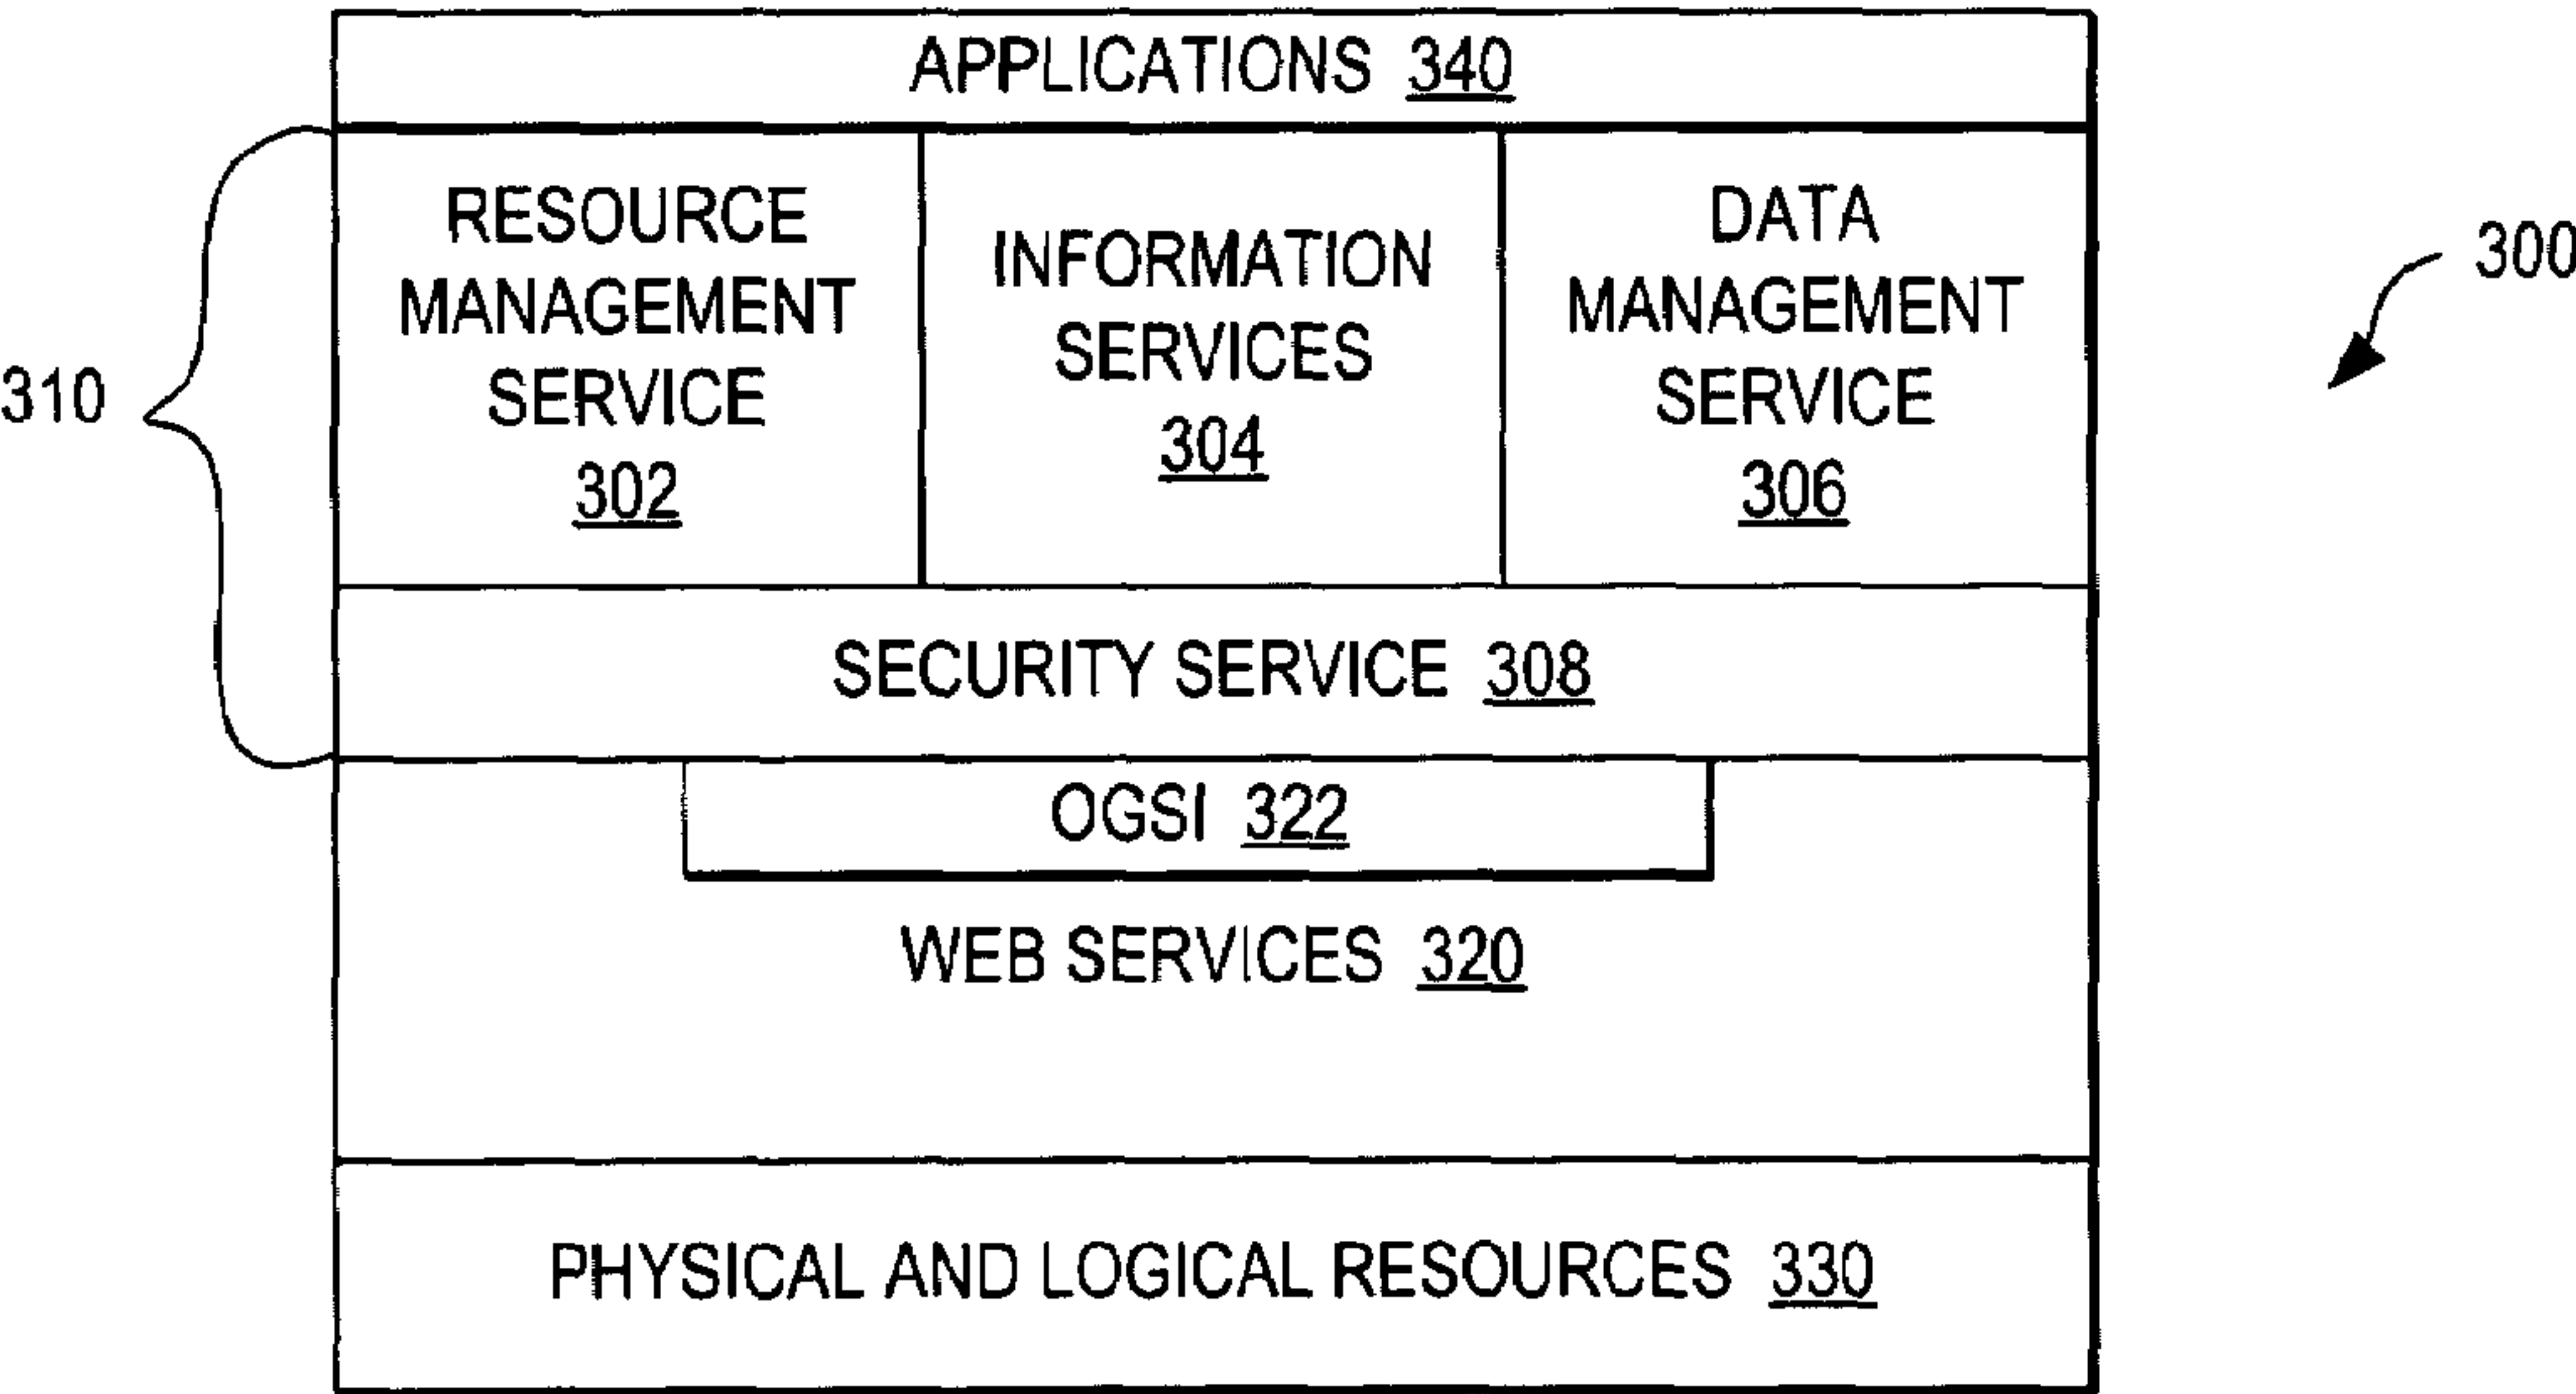 APPLICATIONS 340
RESOURCE
MANAGEMENT
SERVICE
302
INFORMATION
SERVICES
304
DATA
MANAGEMENT
SERVICE
306
300
310
SECURITY SERVICE 308
OGSI 322
WEB SERVICES 320
PHYSICAL AND LOGICAL RESOURCES 330